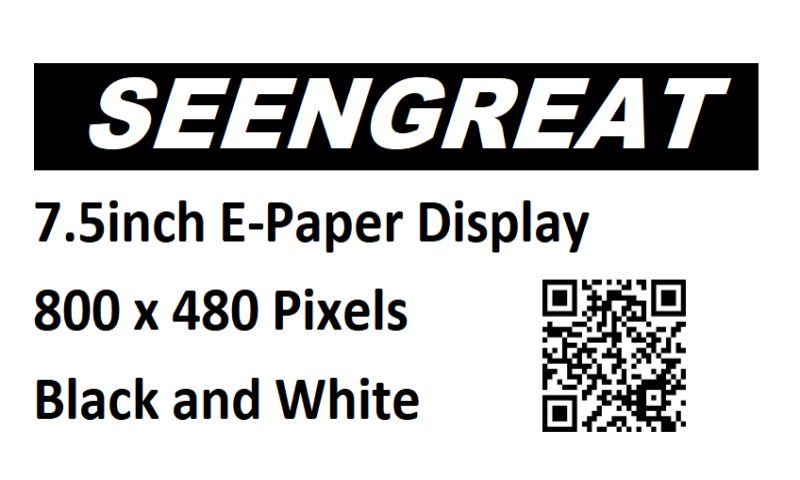 SEENGREAT
7.5inch E-Paper Display
800 x 480 Pixels
Black and White